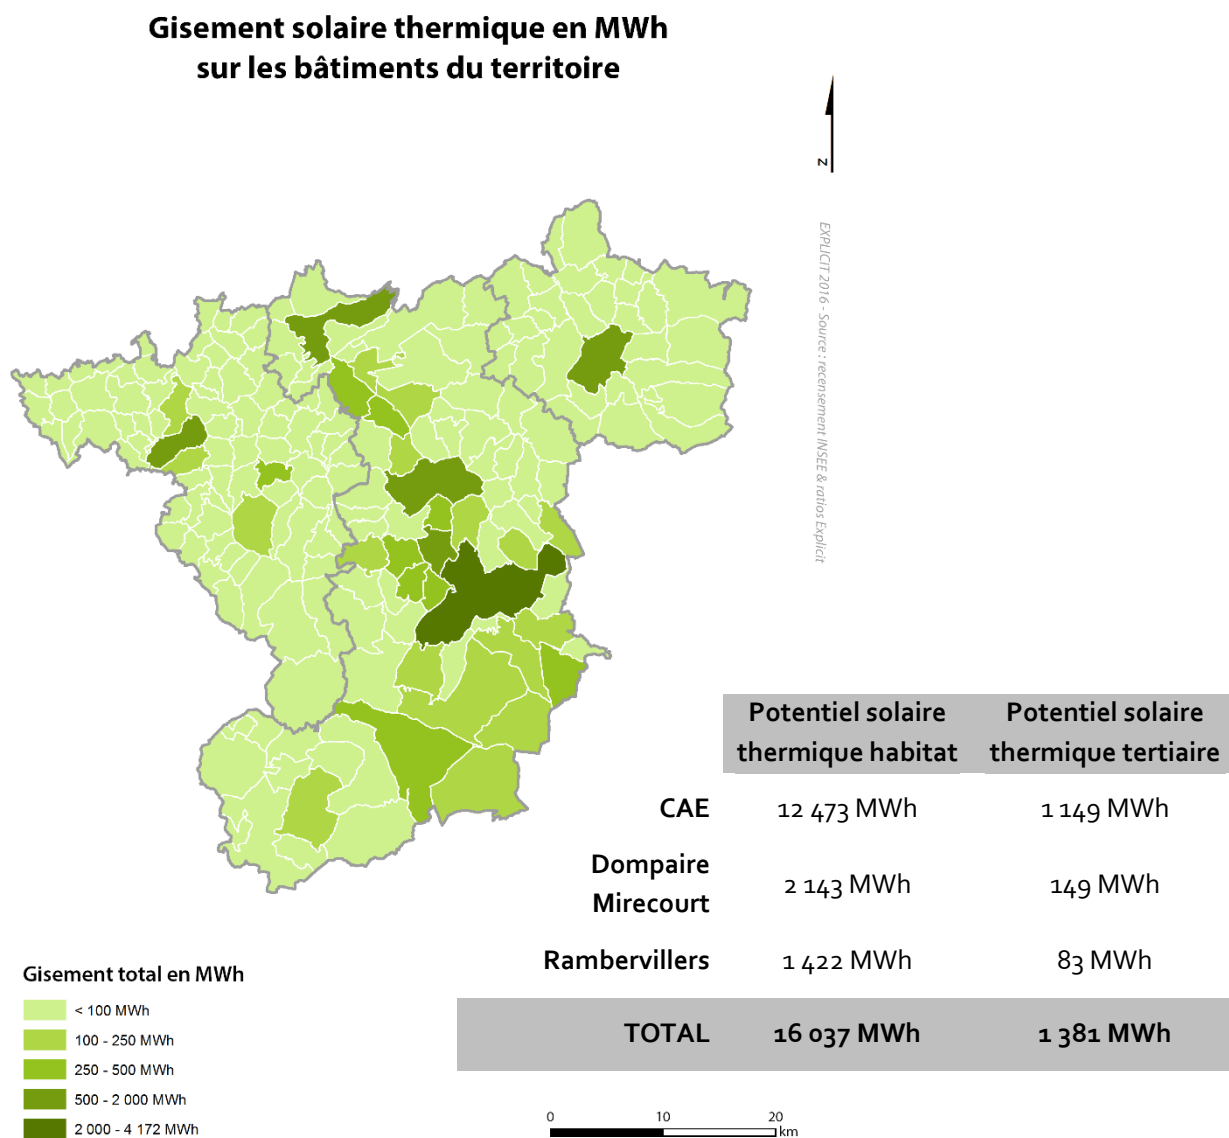 Gisement solaire thermique en MWh
sur les bâtiments du territoire
z
EXPLICIT 2016 - Source : recensement INSEE & ratios Explicit
Potentiel solaire
thermique habitat
Potentiel solaire
thermique tertiaire
CAE
12 473 MWh
1 149 MWh
Dompaire
Mirecourt
2 143 MWh
149 MWh
Rambervillers
1 422 MWh
83 MWh
TOTAL
16 037 MWh
1 381 MWh
Gisement total en MWh
< 100 MWh
100 - 250 MWh
250 - 500 MWh
500 - 2 000 MWh
2 000 - 4 172 MWh
0 10 20
km